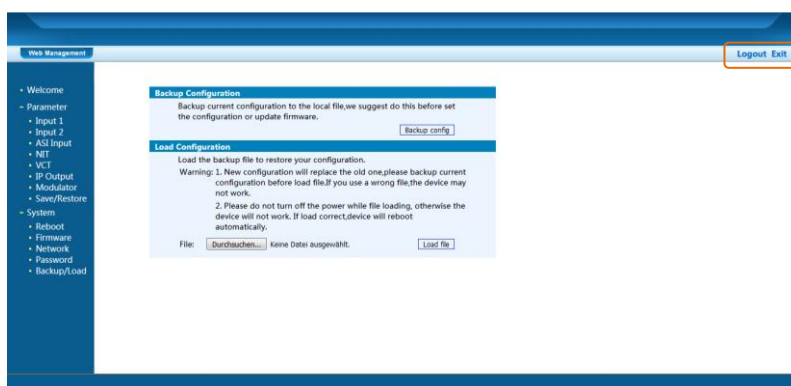 Web Management
Logout Exit
Welcome
Parameter
Input 1
Input 2
ASI Input
NIT
VCT
IP Output
Modulator
Save/Restore
System
Reboot
Firmware
Network
Password
Backup/Load
Backup Configuration
Backup current configuration to the local file,we suggest do this before set
the configuration or update firmware.
Backup config
Load Configuration
Load the backup file to restore your configuration.
Warning: 1. New configuration will replace the old one,please backup current
configuration before load file.If you use a wrong file,the device may
not work.
2. Please do not turn off the power while file loading, otherwise the
device will not work. If load correct,device will reboot
automatically.
File: Durchsuchen... Keine Datei ausgewählt. Load file